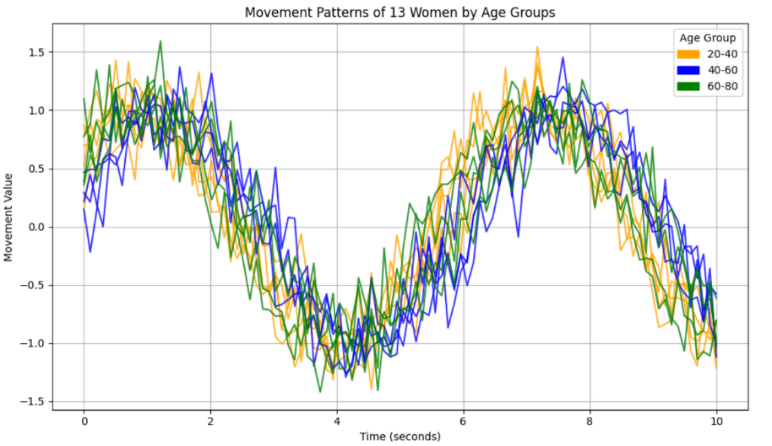 Movement Patterns of 13 Women by Age Groups
Age Group
20-40
40-60
60-80
Movement Value
1.5
1.0
0.5
0.0
−0.5
−1.0
−1.5
0 2 4 6 8 10
Time (seconds)